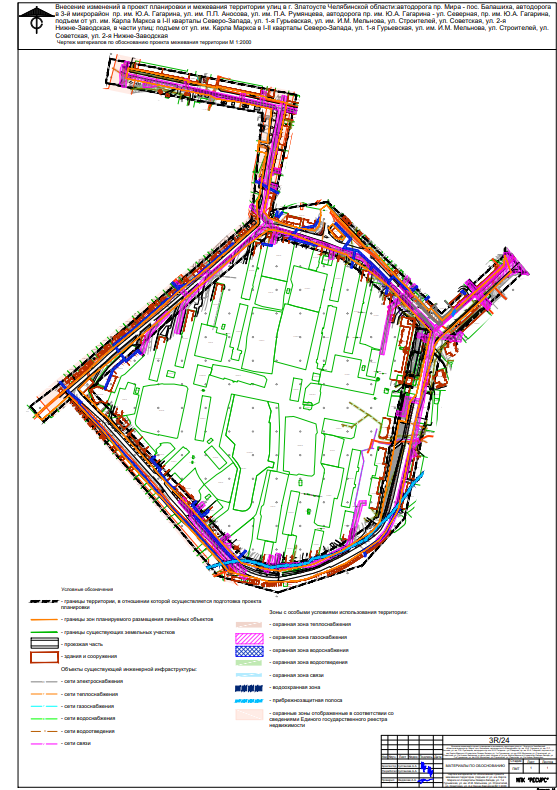 Внесение изменений в проект планировки и межевания территории улиц в г. Златоусте Челябинской области:автодорога пр. Мира - пос. Балашиха, автодорога
в 3-й микрорайон пр. им. Ю.А. Гагарина, ул. им. П.П. Аносова, ул. им. П.А. Румянцева, автодорога пр. им. Ю.А. Гагарина - ул. Северная, пр. им. Ю.А. Гагарина,
подъем от ул. им. Карла Маркса в I-II кварталы Северо-Запада, ул. 1-я Гурьевская, ул. им. И.М. Мельнова, ул. Строителей, ул. Советская, ул. 2-я
Нижне-Заводская, в части улиц: подъем от ул. им. Карла Маркса в I-II кварталы Северо-Запада, ул. 1-я Гурьевская, ул. им. И.М. Мельнова, ул. Строителей, ул.
Советская, ул. 2-я Нижне-Заводская
Чертеж материалов по обоснованию проекта межевания территории М 1:2000
Условные обозначения
- границы территории, в отношении которой осуществляется подготовка проекта
планировки
- границы зон планируемого размещения линейных объектов
- границы существующих земельных участков
- проезжая часть
- здания и сооружения
Объекты существующей инженерной инфраструктуры:
- сети электроснабжения
- сети теплоснабжения
- сети газоснабжения
- сети водоснабжения
- сети водоотведения
- сети связи
Зоны с особыми условиями использования территории:
- охранная зона теплоснабжения
- охранная зона газоснабжения
- охранная зона водоснабжения
- охранная зона водоотведения
- охранная зона связи
- водоохранная зона
- прибрежнозащитная полоса
- охранные зоны отображенные в соответствии со
сведениями Единого государственного реестра
недвижимости
3R/24
МАТЕРИАЛЫ ПО ОБОСНОВАНИЮ
ППК "РЕСУРС"